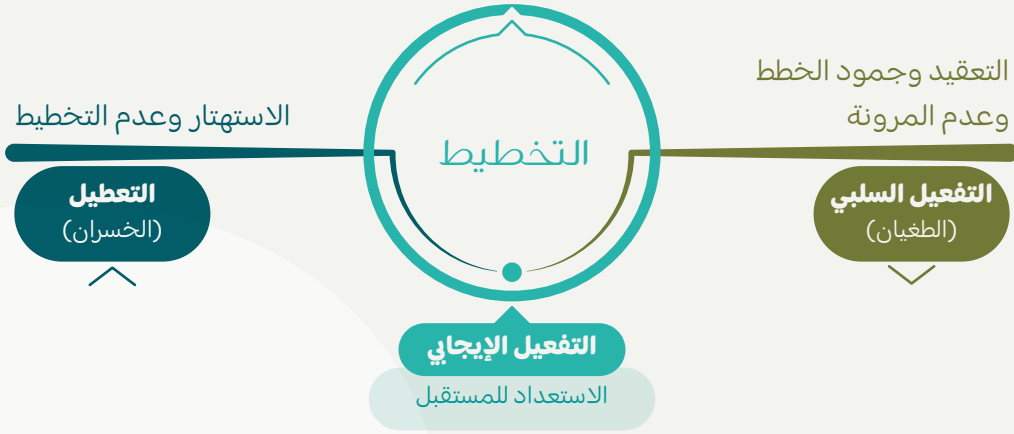 التعقيد وجمود الخطط
وعدم المرونة
التفعيل السلبي
(الطغيان)
التخطيط
الاستهتار وعدم التخطيط
التعطيل
(الخسران)
التفعيل الإيجابي
الاستعداد للمستقبل